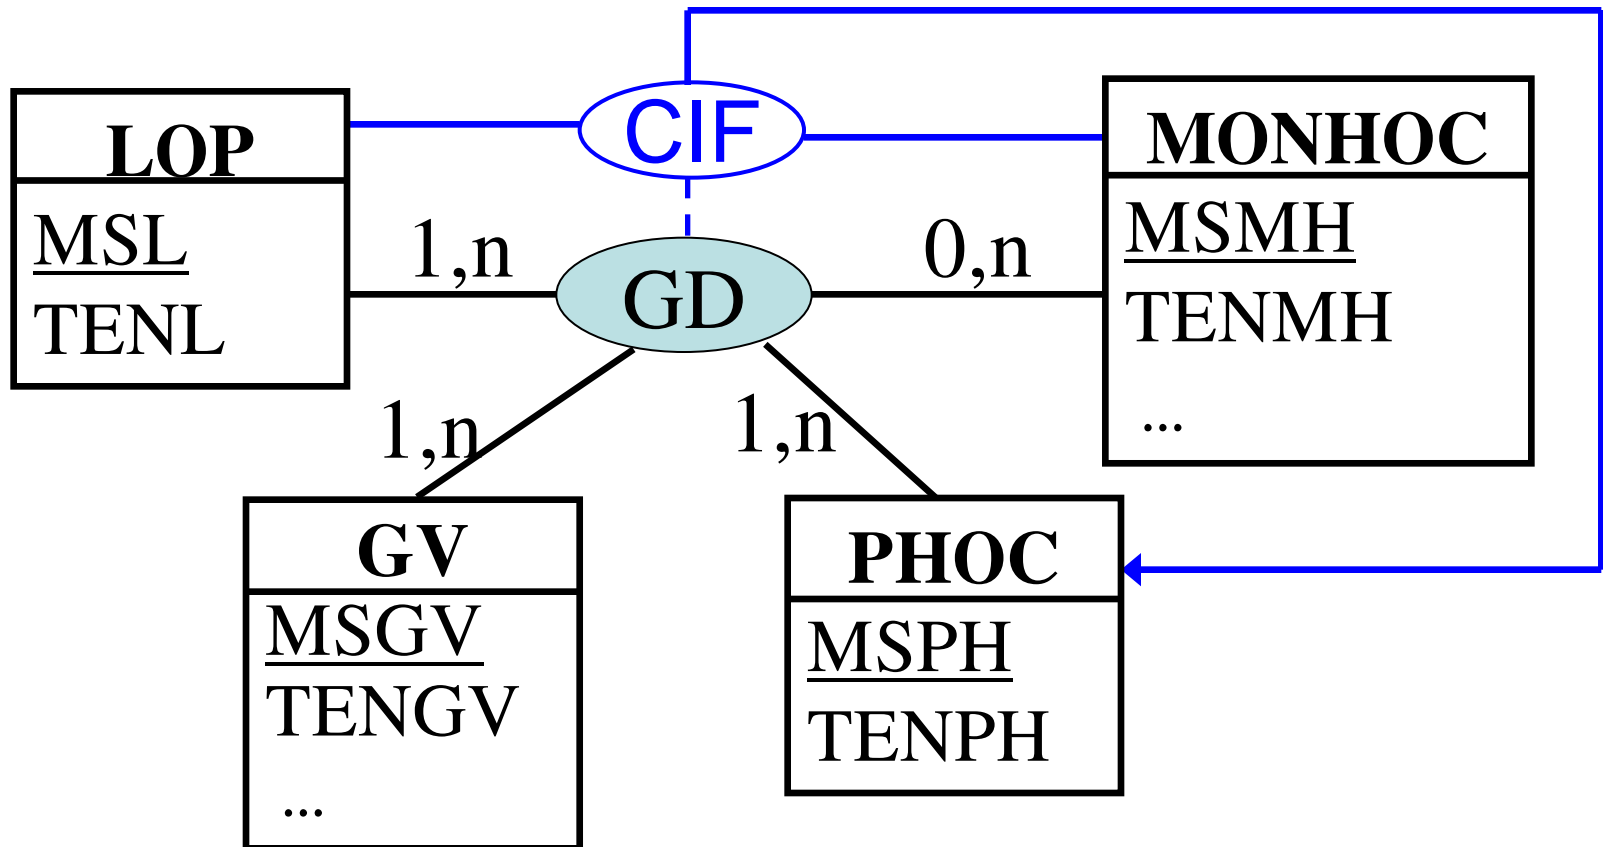 CIF
LOP
MSL
TENL
MONHOC
MSMH
TENMH
...
1,n
GD
0,n
1,n
1,n
GV
MSGV
TENGV
...
PHOC
MSPH
TENPH